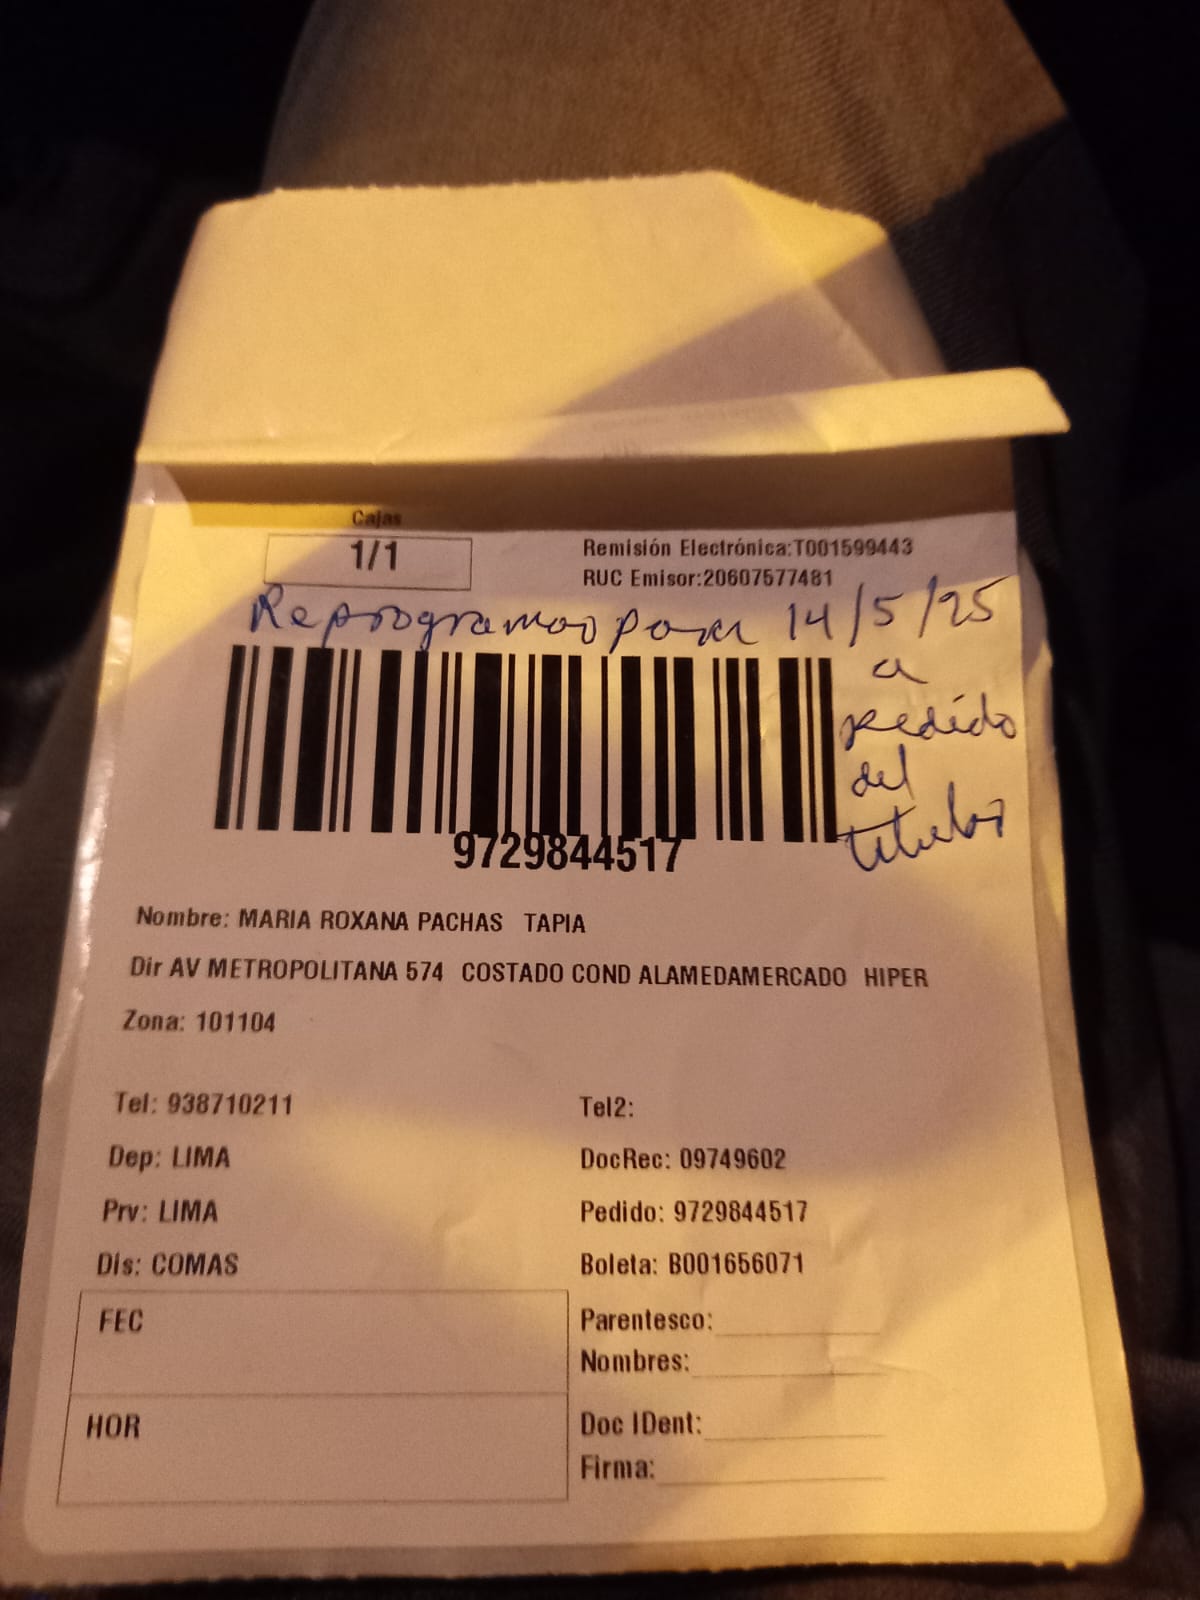 Cajas
1/1
Remisión Electrónica:T001599443
RUC Emisor:20607577481
Reprogramos para 14/5/25
a
pedido
del
titular
9729844517
Nombre: MARIA ROXANA PACHAS TAPIA
Dir AV METROPOLITANA 574 COSTADO COND ALAMEDAMERCADO HIPER
Zona: 101104
Tel: 938710211
Tel2:
Dep: LIMA
DocRec: 09749602
Prv: LIMA
Pedido: 9729844517
Dis: COMAS
Boleta: B001656071
FEC
Parentesco:
Nombres:
HOR
Doc IDent:
Firma: